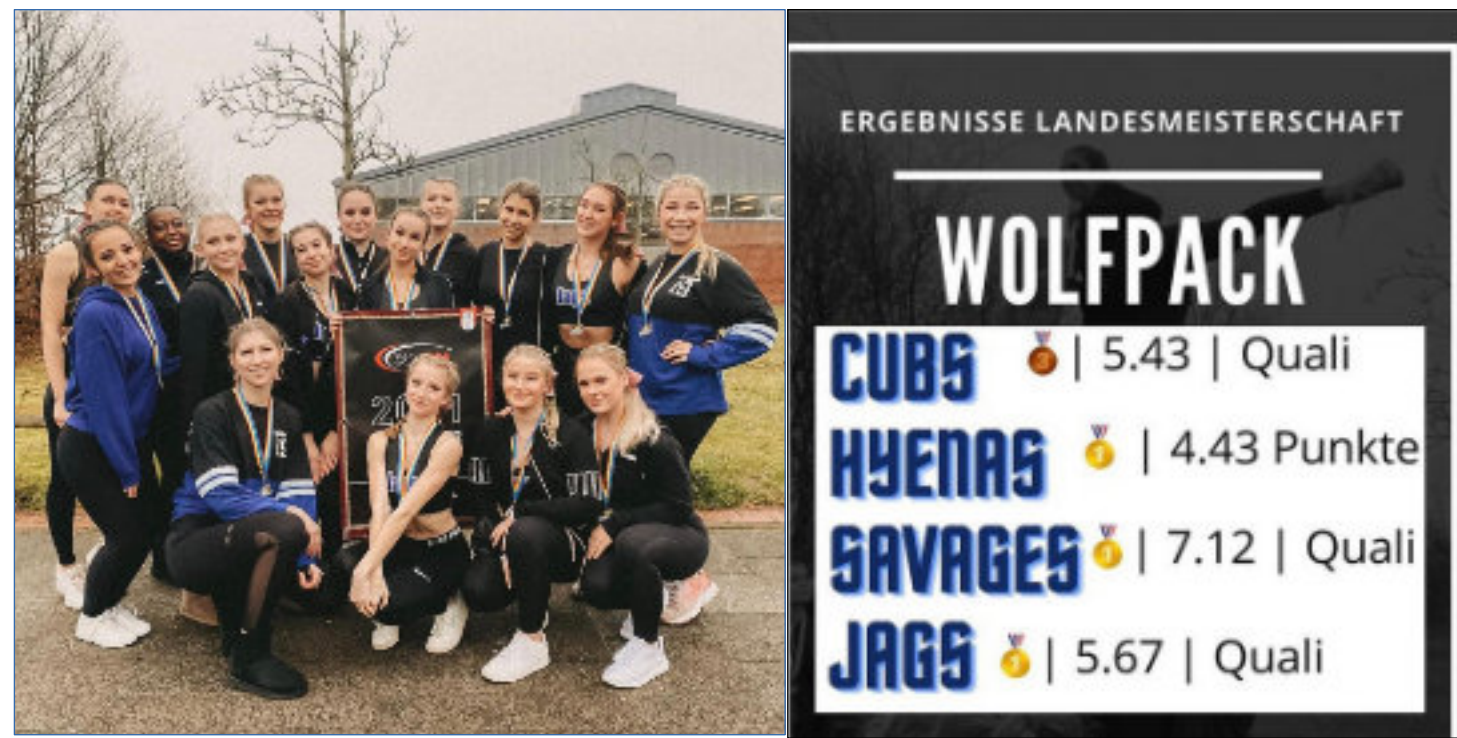 ERGEBNISSE LANDESMEISTERSCHAFT
WOLFPACK
CUBS 🥉 | 5.43 | Quali
HYENAS 🥇 | 4.43 Punkte
SAVAGES 🥇 | 7.12 | Quali
JAGS 🥇 | 5.67 | Quali